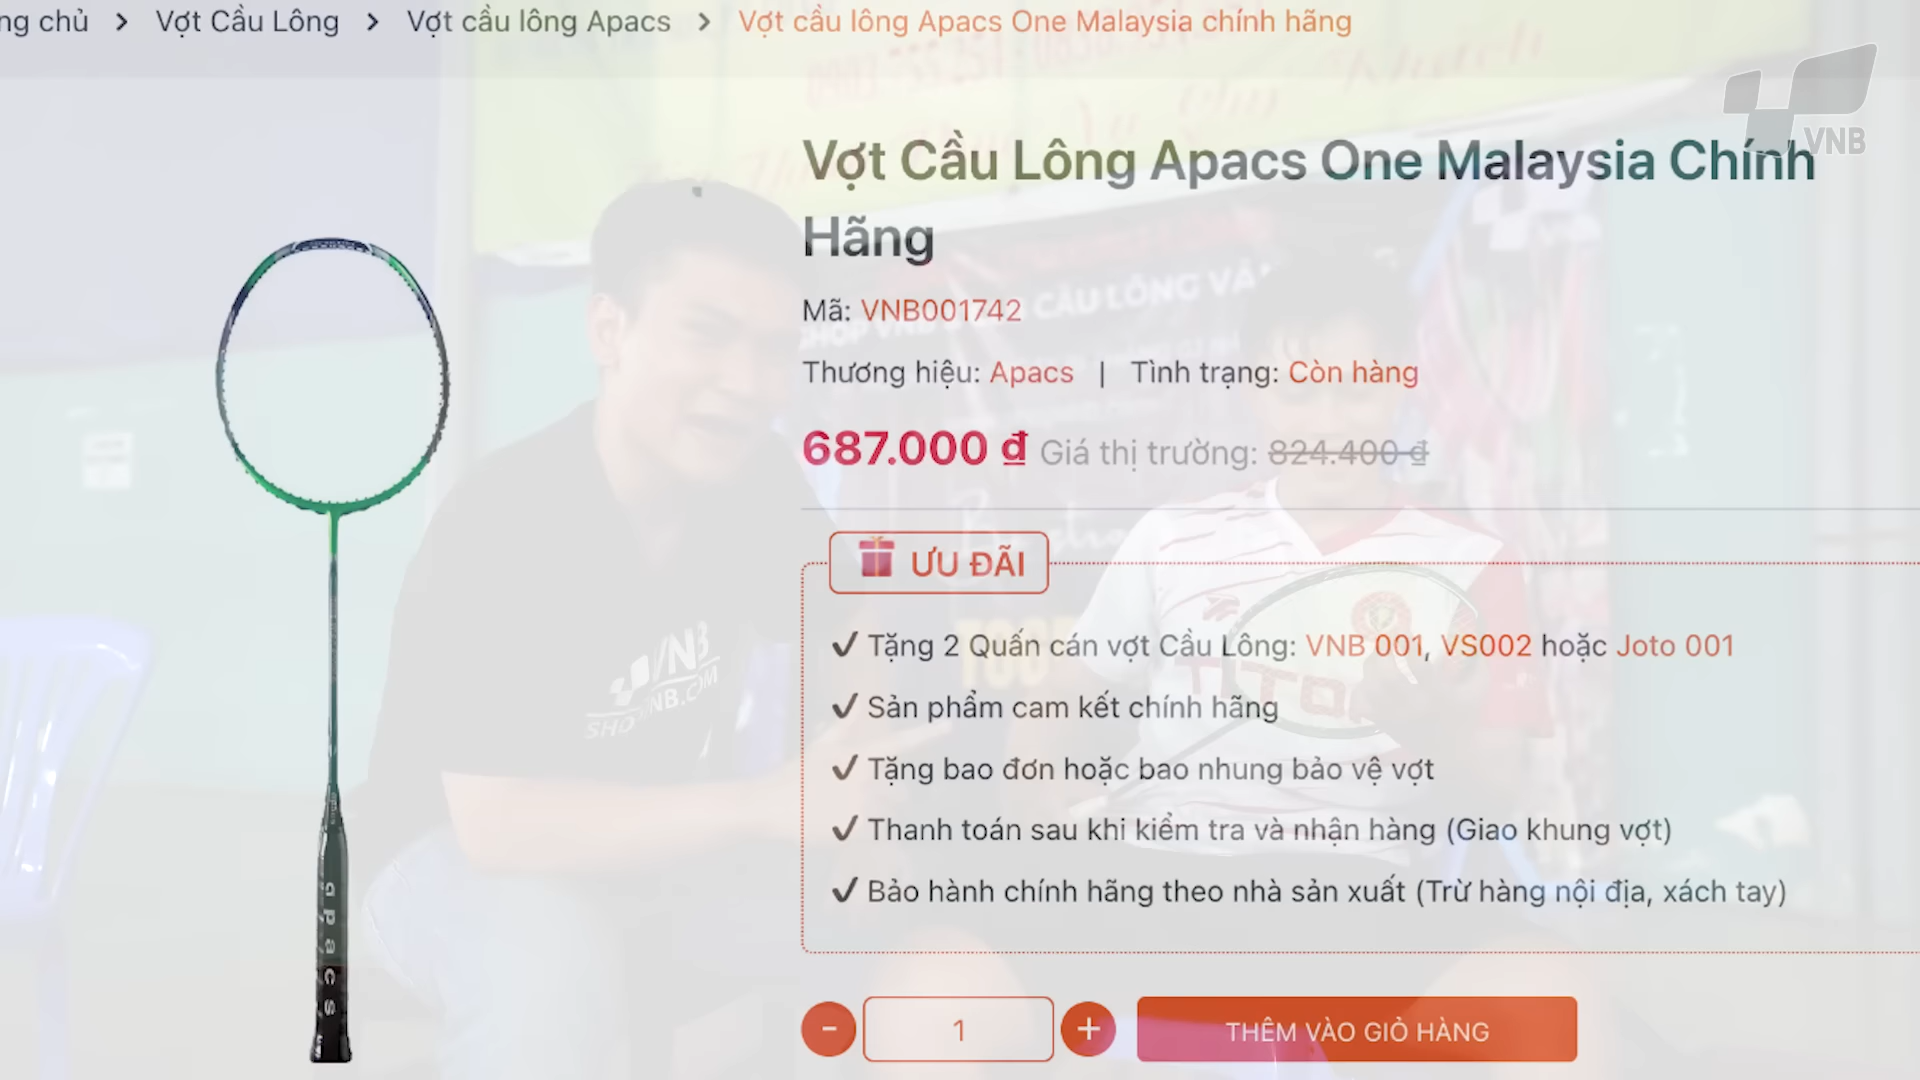 ng chủ > Vợt Cầu Lông > Vợt cầu lông Apacs > Vợt cầu lông Apacs One Malaysia chính hãng
VNB
Vợt Cầu Lông Apacs One Malaysia Chính
Hãng
Mã: VNB001742
CẦU LÔNG VÀ
Thương hiệu: Apacs | Tình trạng: Còn hàng
687.000 đ Giá thị trường: 824.400 đ
ƯU ĐÃI
✓ Tặng 2 Quấn cán vợt Cầu Lông: VNB 001, VS002 hoặc Joto 001
VNB
✓ Sản phẩm cam kết chính hãng
✓ Tặng bao đơn hoặc bao nhung bảo vệ vợt
✓ Thanh toán sau khi kiểm tra và nhận hàng (Giao khung vợt)
✓ Bảo hành chính hãng theo nhà sản xuất (Trừ hàng nội địa, xách tay)
apacs
- 1 + THÊM VÀO GIỎ HÀNG